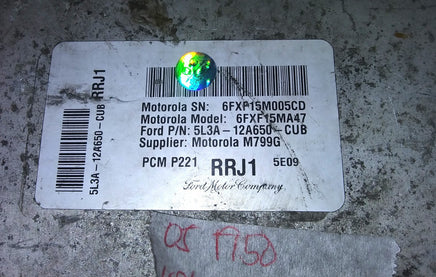 5L3A-12A650-CUB RRJ1
Motorola SN: 6FXF15M005CD
Motorola Model: 6FXF15MA47
Ford P/N: 5L3A-12A650-CUB
Supplier: Motorola M799G
PCM P221 RRJ1 5E09
Ford Motor Company
05 F150